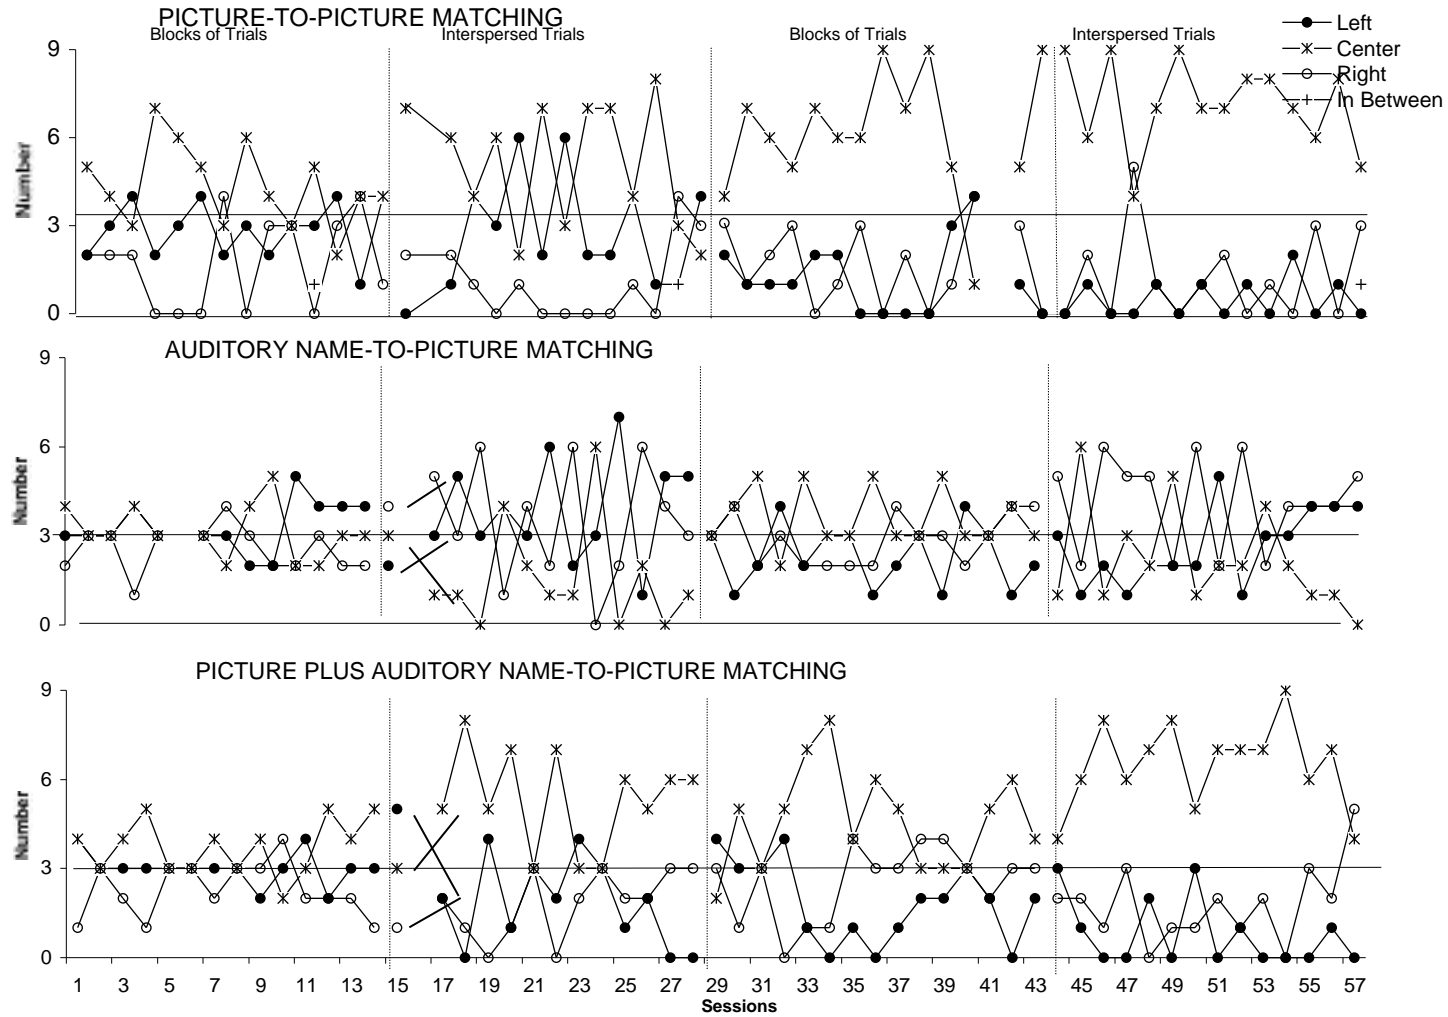 PICTURE-TO-PICTURE MATCHING
Blocks of Trials
Interspersed Trials
Blocks of Trials
Interspersed Trials
Left
Center
Right
In Between
9
6
3
0
Number
AUDITORY NAME-TO-PICTURE MATCHING
9
6
3
0
Number
PICTURE PLUS AUDITORY NAME-TO-PICTURE MATCHING
9
6
3
0
Number
1 3 5 7 9 11 13 15 17 19 21 23 25 27 29 31 33 35 37 39 41 43 45 47 49 51 53 55 57
Sessions